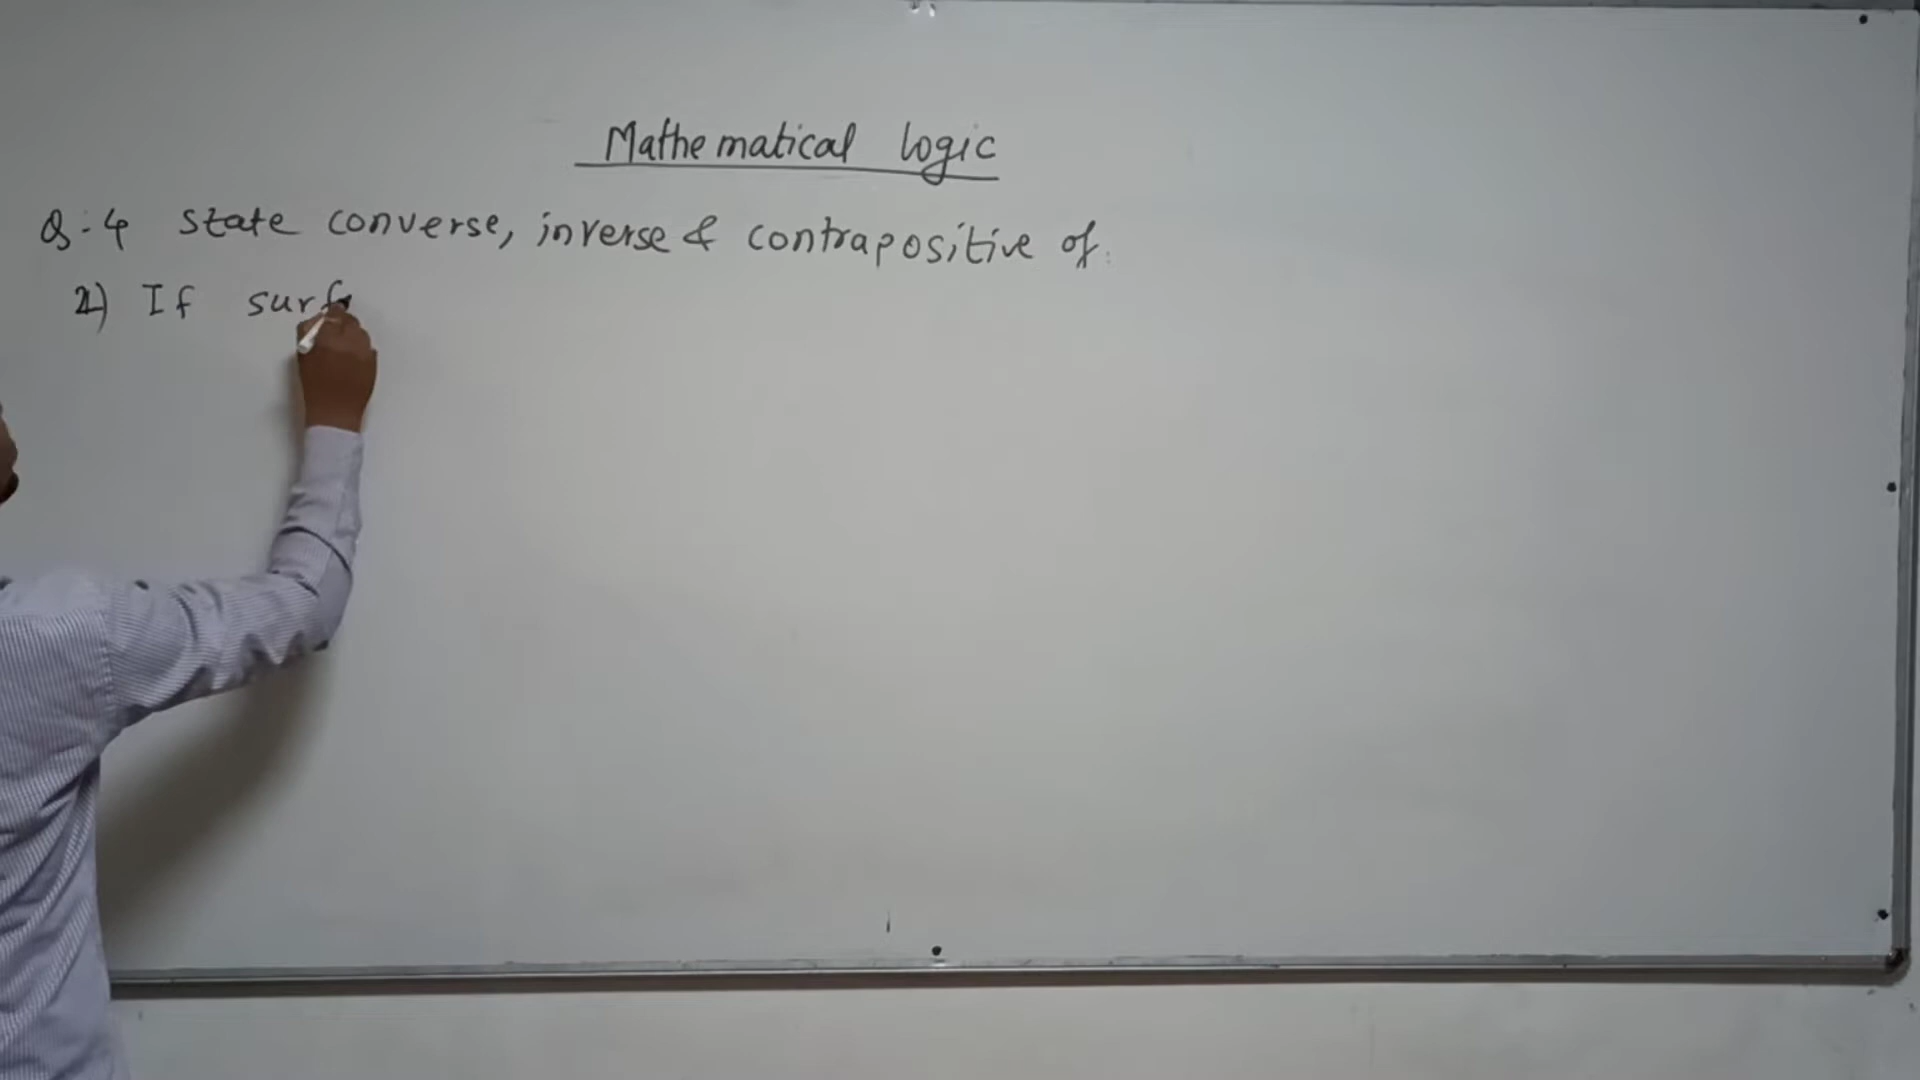 Mathematical logic
Q:4 state converse, inverse & contrapositive of.
2) If surf